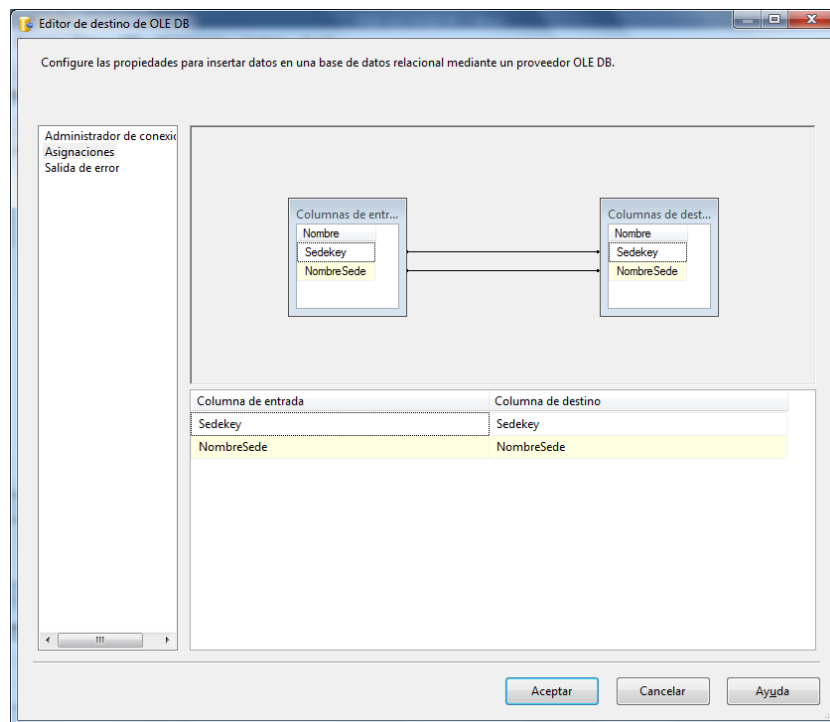 Editor de destino de OLE DB
Configure las propiedades para insertar datos en una base de datos relacional mediante un proveedor OLE DB.
Administrador de conexic
Asignaciones
Salida de error
Columnas de entr...
Nombre
Sedekey
NombreSede
Columnas de dest...
Nombre
Sedekey
NombreSede
Columna de entrada Columna de destino
Sedekey Sedekey
NombreSede NombreSede
Aceptar Cancelar Ayuda